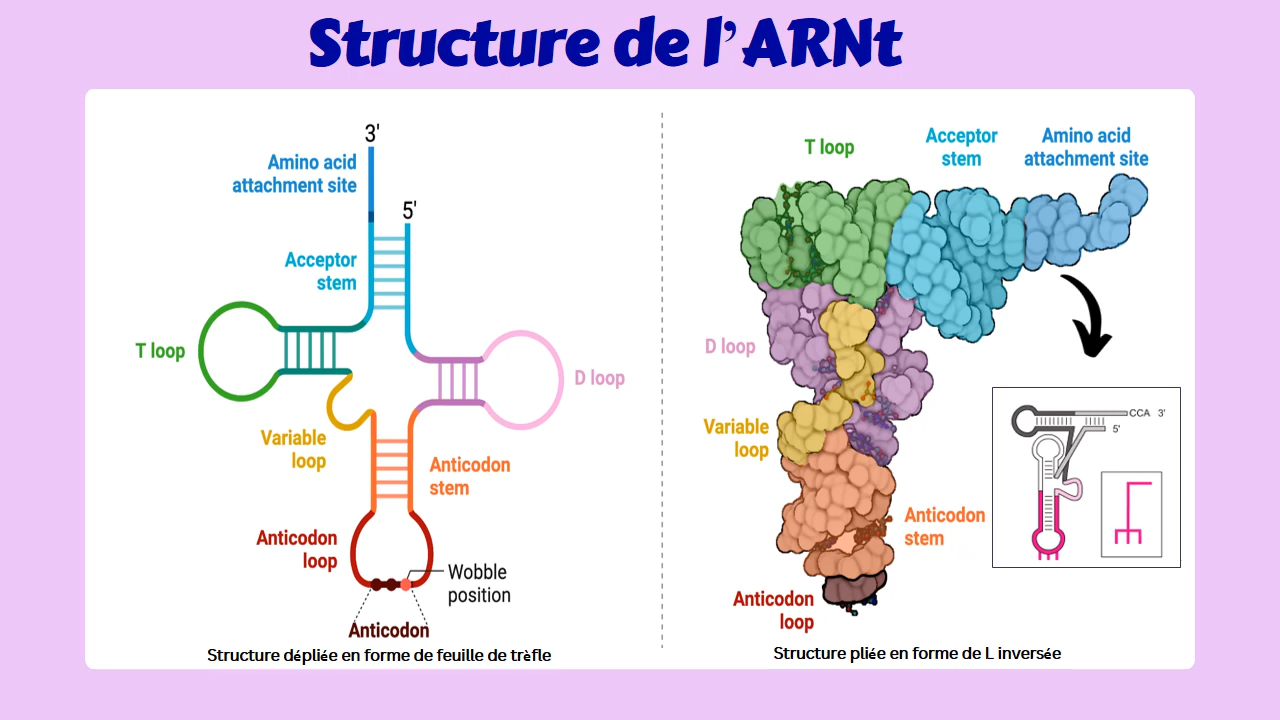 Structure de l’ARNt
3'
Amino acid
attachment site
5'
Acceptor
stem
T loop
D loop
Variable
loop
Anticodon
stem
Anticodon
loop
Wobble
position
Anticodon
Structure dépliée en forme de feuille de trèfle
T loop
Acceptor
stem
Amino acid
attachment site
D loop
Variable
loop
Anticodon
stem
Anticodon
loop
CCA 3'
5'
Structure pliée en forme de L inversée